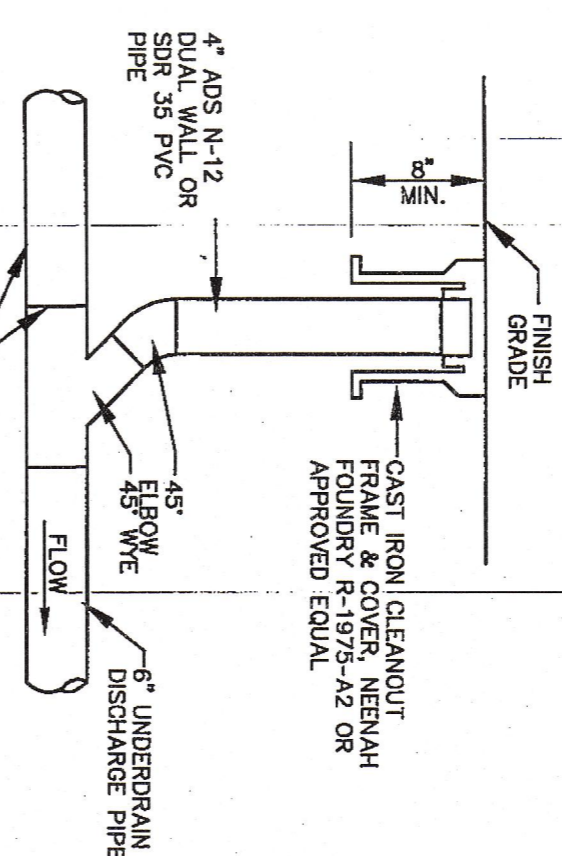 FINISH
GRADE
8"
MIN.
4" ADS N-12
DUAL WALL OR
SDR 35 PVC
PIPE
CAST IRON CLEANOUT
FRAME & COVER, NEENAH
FOUNDRY R-1975-A2 OR
APPROVED EQUAL
45°
ELBOW
45° WYE
FLOW
6" UNDERDRAIN
DISCHARGE PIPE